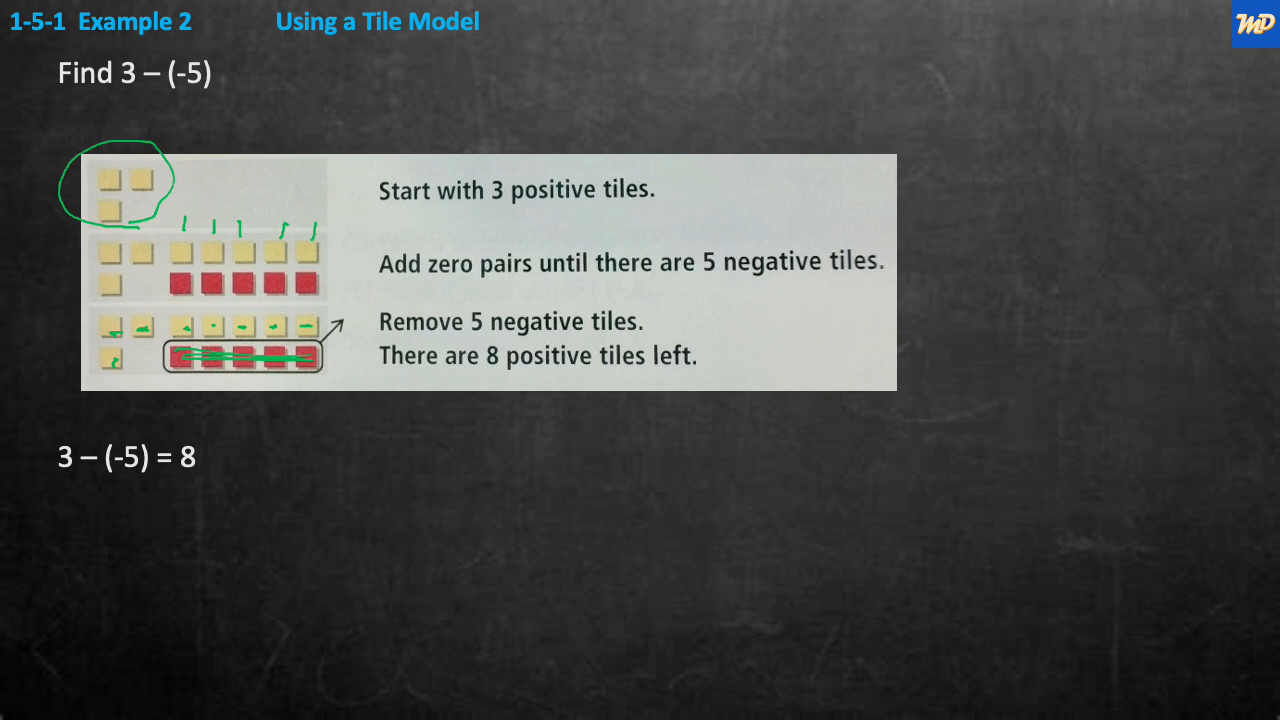 1-5-1 Example 2 Using a Tile Model
MD
Find 3 – (-5)
Start with 3 positive tiles.
Add zero pairs until there are 5 negative tiles.
Remove 5 negative tiles.
There are 8 positive tiles left.
3 – (-5) = 8